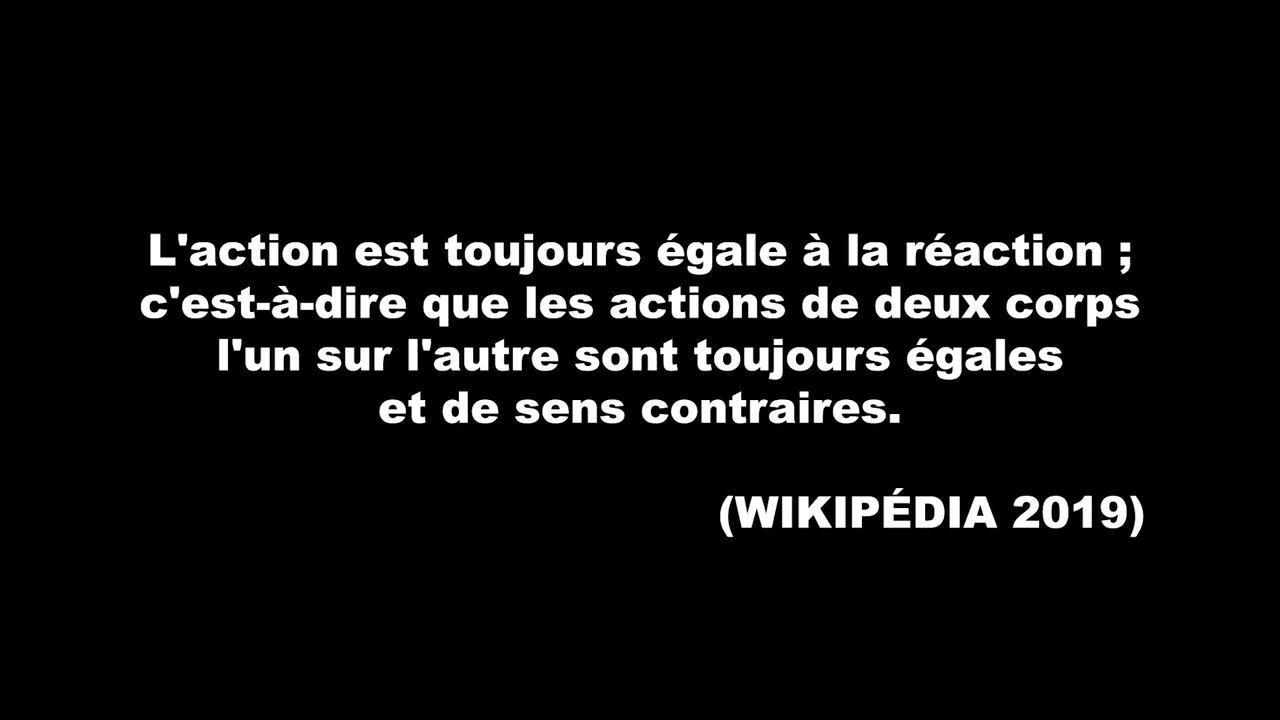 L'action est toujours égale à la réaction ;
c'est-à-dire que les actions de deux corps
l'un sur l'autre sont toujours égales
et de sens contraires.
(WIKIPÉDIA 2019)